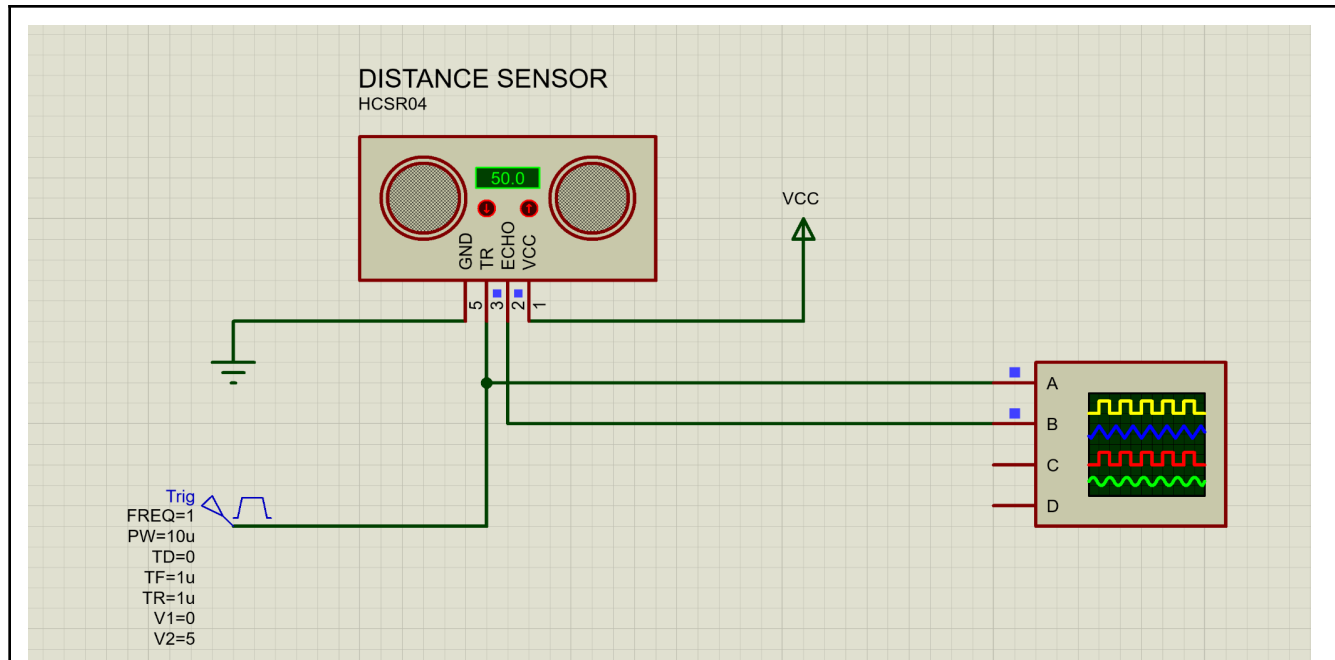 DISTANCE SENSOR
HCSR04
50.0
GND
TR
ECHO
VCC
5
3
2
1
VCC
A
B
C
D
Trig
FREQ=1
PW=10u
TD=0
TF=1u
TR=1u
V1=0
V2=5